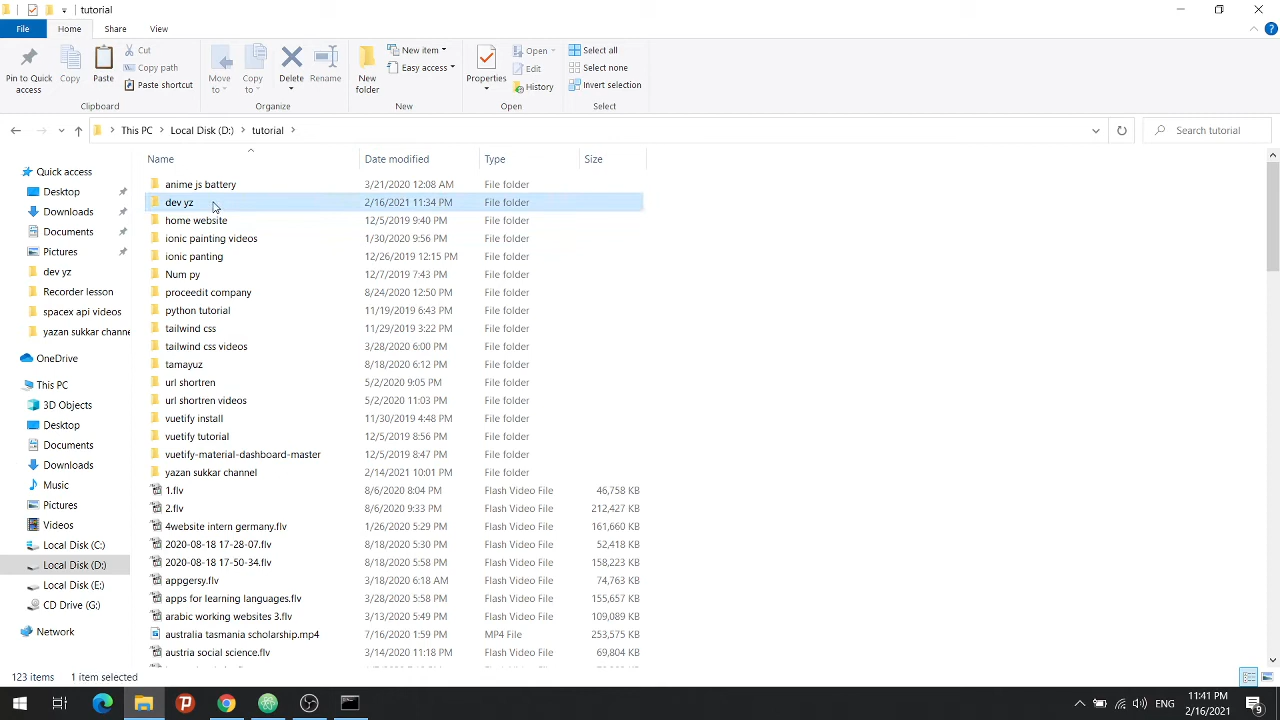 tutorial
File Home Share View
Pin to Quick access
Copy
Paste
Cut
Copy path
Paste shortcut
Clipboard
Move to
Copy to
Delete
Rename
Organize
New folder
New item
Easy access
New
Properties
Open
Edit
History
Open
Select all
Select none
Invert selection
Select
This PC Local Disk (D:) tutorial
Search tutorial
Quick access
Desktop
Downloads
Documents
Pictures
dev yz
Recorder lesson
spacex api videos
yazan sukkar channe
OneDrive
This PC
3D Objects
Desktop
Documents
Downloads
Music
Pictures
Videos
Local Disk (C:)
Local Disk (D:)
Local Disk (E:)
CD Drive (G:)
Network
Name Date modified Type Size
anime js battery 3/21/2020 12:08 AM File folder
dev yz 2/16/2021 11:34 PM File folder
home website 12/5/2019 9:40 PM File folder
ionic painting videos 1/30/2020 9:56 PM File folder
ionic panting 12/26/2019 12:15 PM File folder
Num py 12/7/2019 7:43 PM File folder
proceedit company 8/24/2020 12:50 PM File folder
python tutorial 11/19/2019 6:43 PM File folder
tailwind css 11/29/2019 3:22 PM File folder
tailwind css videos 3/28/2020 6:00 PM File folder
tamayuz 8/18/2020 6:12 PM File folder
url shortren 5/2/2020 9:05 PM File folder
url shortren videos 5/2/2020 11:03 PM File folder
vuetify install 11/30/2019 4:48 PM File folder
vuetify tutorial 12/5/2019 8:56 PM File folder
vuetify-material-dashboard-master 12/5/2019 8:47 PM File folder
yazan sukkar channel 2/14/2021 10:01 PM File folder
1.flv 8/6/2020 8:04 PM Flash Video File 46,758 KB
2.flv 8/6/2020 9:33 PM Flash Video File 212,427 KB
4website intern germany.flv 1/26/2020 5:29 PM Flash Video File 161,660 KB
2020-08-18 17-28-07.flv 8/18/2020 5:30 PM Flash Video File 52,418 KB
2020-08-18 17-50-34.flv 8/18/2020 5:58 PM Flash Video File 158,223 KB
appgersy.flv 3/18/2020 6:18 AM Flash Video File 74,763 KB
apps for learning languages.flv 3/28/2020 5:58 PM Flash Video File 155,657 KB
arabic working websites 3.flv 3/13/2020 5:49 PM Flash Video File 109,089 KB
australia tasmania scholarship.mp4 7/16/2020 1:59 PM MP4 File 253,575 KB
austria social science.flv 3/14/2020 11:18 PM Flash Video File 69,804 KB
123 items 1 item selected
ENG
11:41 PM
2/16/2021
9